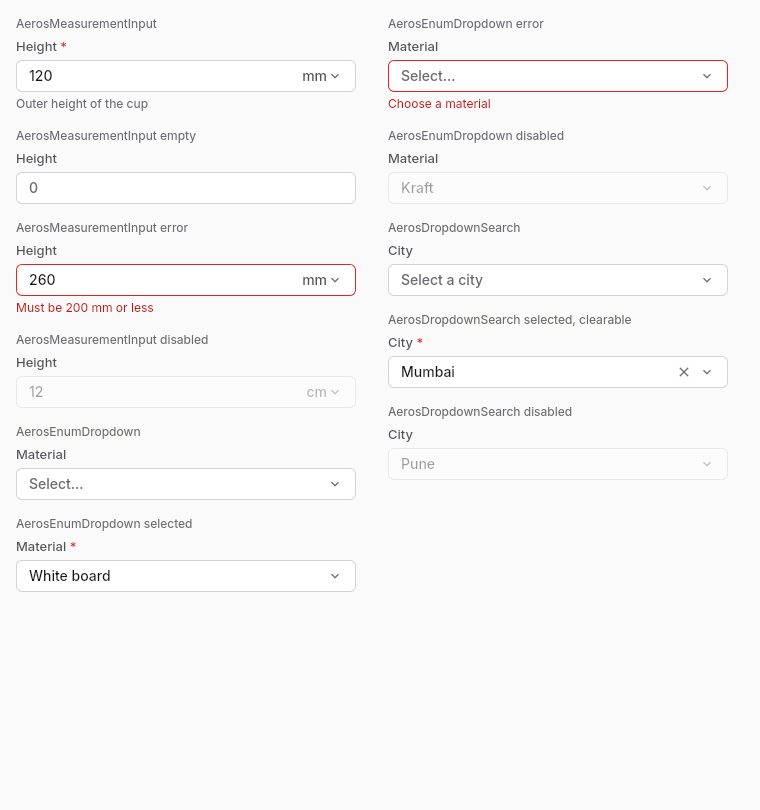 AerosMeasurementInput
Height *
120 mm
Outer height of the cup
AerosMeasurementInput empty
Height
0
AerosMeasurementInput error
Height
260 mm
Must be 200 mm or less
AerosMeasurementInput disabled
Height
12 cm
AerosEnumDropdown
Material
Select...
AerosEnumDropdown selected
Material *
White board
AerosEnumDropdown error
Material
Select...
Choose a material
AerosEnumDropdown disabled
Material
Kraft
AerosDropdownSearch
City
Select a city
AerosDropdownSearch selected, clearable
City *
Mumbai
AerosDropdownSearch disabled
City
Pune